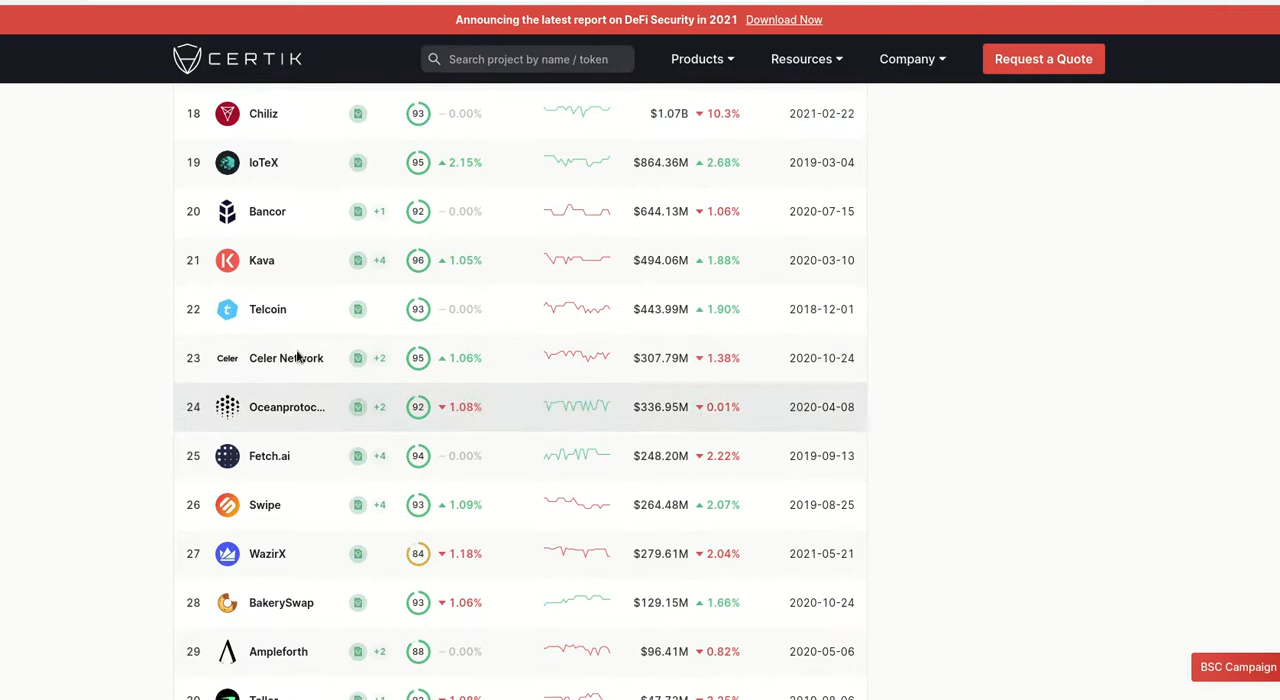 Announcing the latest report on DeFi Security in 2021 Download Now
CERTIK Search project by name / token Products Resources Company Request a Quote
18 Chiliz 93 – 0.00% $1.07B 10.3% 2021-02-22
19 IoTeX 95 2.15% $864.36M 2.68% 2019-03-04
20 Bancor +1 92 – 0.00% $644.13M 1.06% 2020-07-15
21 Kava +4 96 1.05% $494.06M 1.88% 2020-03-10
22 Telcoin 93 – 0.00% $443.99M 1.90% 2018-12-01
23 Celer Celer Network +2 95 1.06% $307.79M 1.38% 2020-10-24
24 Oceanprotoc... +2 92 1.08% $336.95M 0.01% 2020-04-08
25 Fetch.ai +4 94 – 0.00% $248.20M 2.22% 2019-09-13
26 Swipe +4 93 1.09% $264.48M 2.07% 2019-08-25
27 WazirX 84 1.18% $279.61M 2.04% 2021-05-21
28 BakerySwap 93 1.06% $129.15M 1.66% 2020-10-24
29 Ampleforth +2 88 – 0.00% $96.41M 0.82% 2020-05-06
BSC Campaign